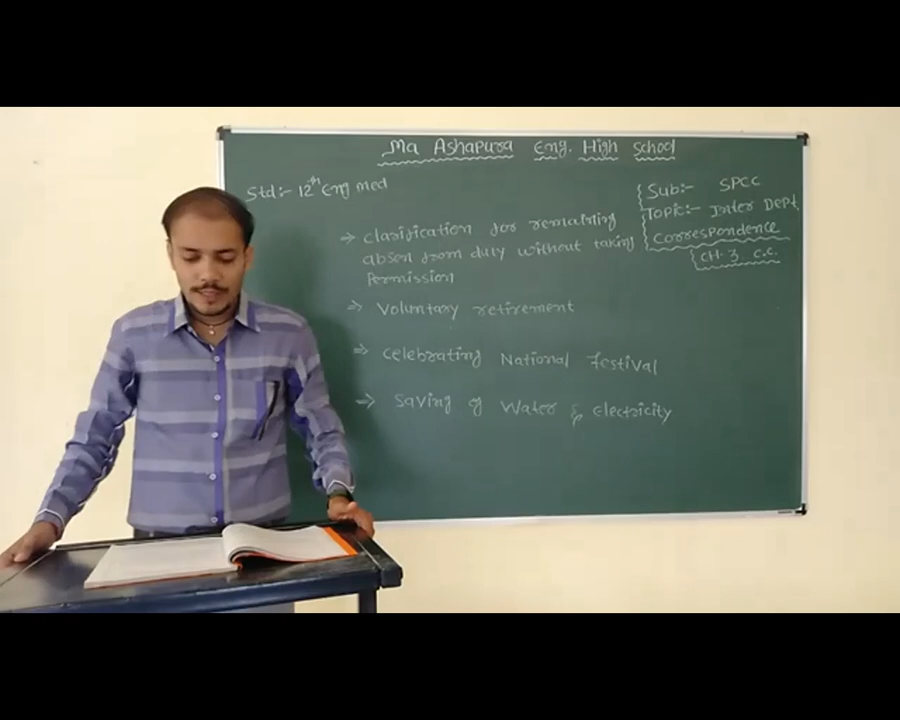 Ma Ashapura Eng. High School
Std:- 12th Eng med
Sub:- SPCC
Topic:- Inter Dept.
Correspondence
CH. 3 C.C.
⇒ Clarification for remaining
absen from duty without taking
Permission
⇒ Voluntary retirement
⇒ Celebrating National Festival
⇒ Saving of Water & Electricity